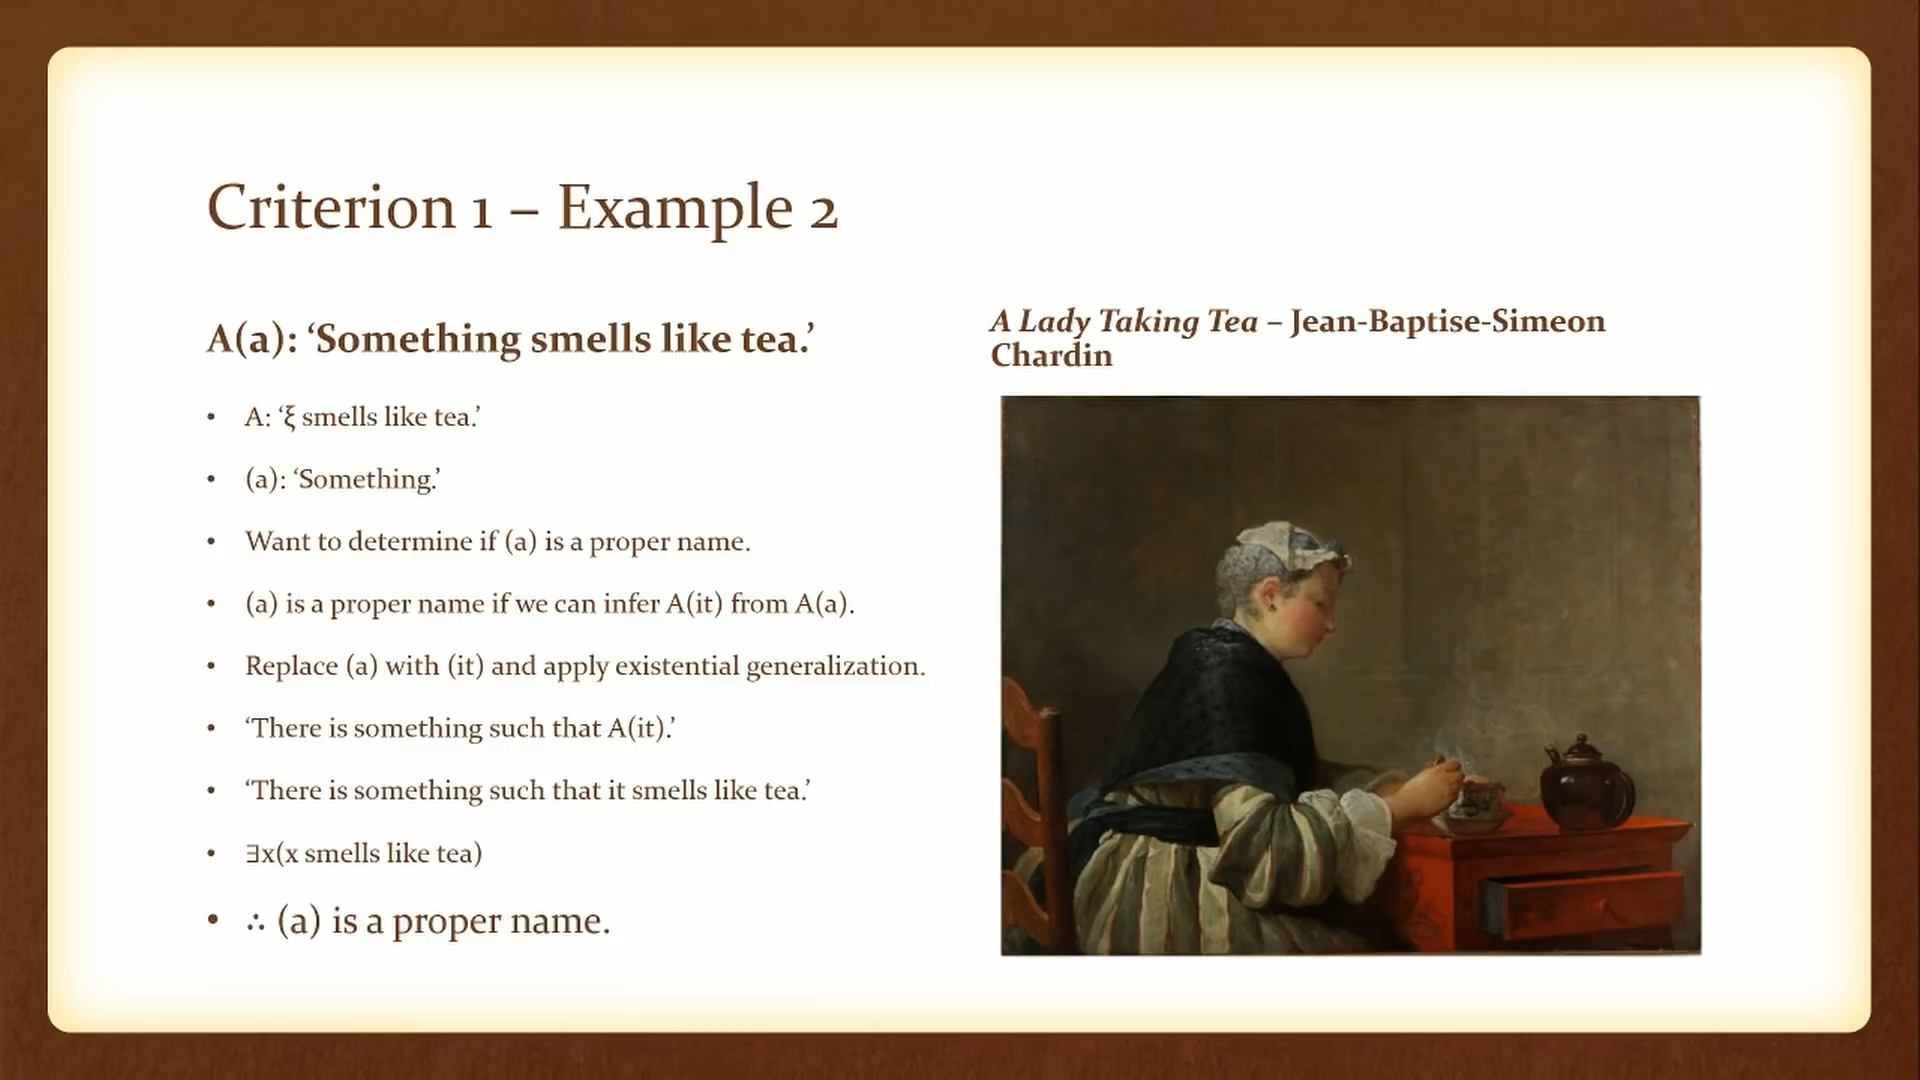 Criterion 1 – Example 2
A(a): ‘Something smells like tea.’
• A: ‘ξ smells like tea.’
• (a): ‘Something.’
• Want to determine if (a) is a proper name.
• (a) is a proper name if we can infer A(it) from A(a).
• Replace (a) with (it) and apply existential generalization.
• ‘There is something such that A(it).’
• ‘There is something such that it smells like tea.’
• ∃x(x smells like tea)
• ∴ (a) is a proper name.
A Lady Taking Tea – Jean-Baptise-Simeon
Chardin